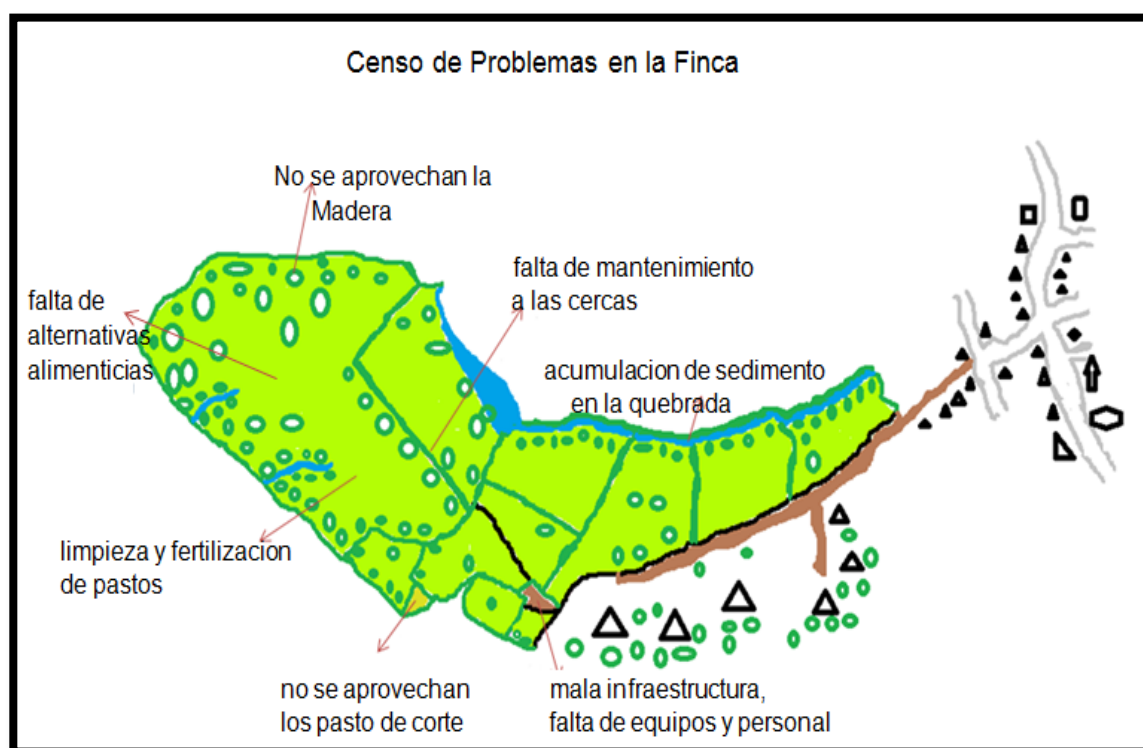 Censo de Problemas en la Finca
No se aprovechan la
Madera
falta de mantenimiento
a las cercas
falta de
alternativas
alimenticias
acumulacion de sedimento
en la quebrada
limpieza y fertilizacion
de pastos
no se aprovechan
los pasto de corte
mala infraestructura,
falta de equipos y personal